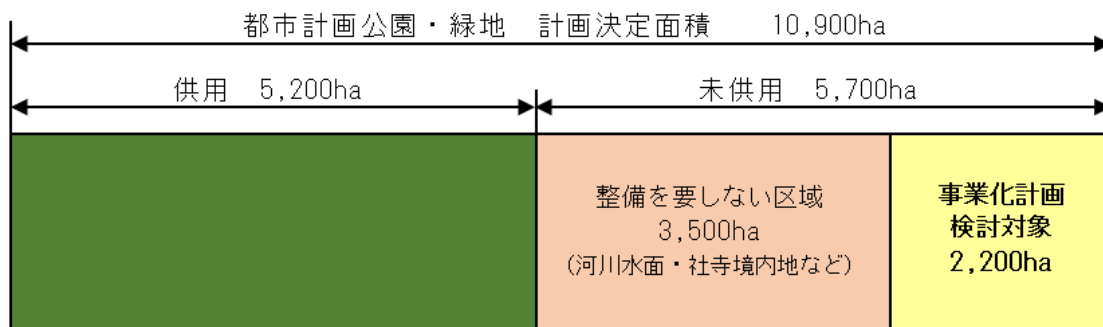 都市計画公園・緑地　計画決定面積　　10,900ha
供用　5,200ha
未供用　5,700ha
整備を要しない区域
3,500ha
（河川水面・社寺境内地など）
事業化計画
検討対象
2,200ha